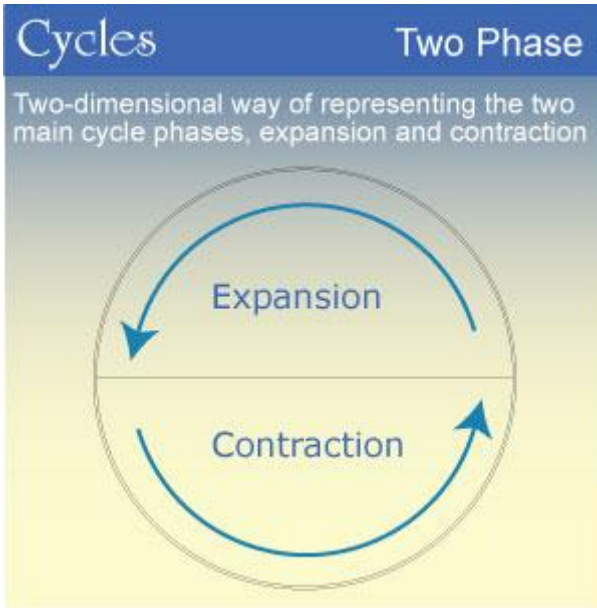 Cycles
Two Phase
Two-dimensional way of representing the two
main cycle phases, expansion and contraction
Expansion
Contraction